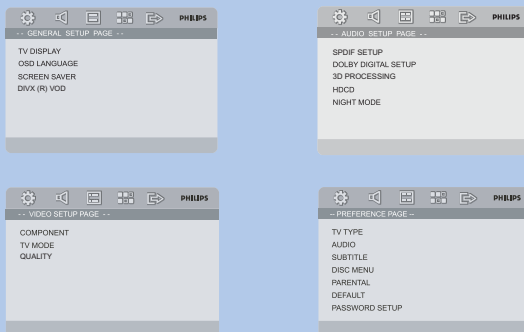 PHILIPS
-- GENERAL SETUP PAGE --
TV DISPLAY
OSD LANGUAGE
SCREEN SAVER
DIVX (R) VOD
PHILIPS
-- AUDIO SETUP PAGE --
SPDIF SETUP
DOLBY DIGITAL SETUP
3D PROCESSING
HDCD
NIGHT MODE
PHILIPS
-- VIDEO SETUP PAGE --
COMPONENT
TV MODE
QUALITY
PHILIPS
-- PREFERENCE PAGE --
TV TYPE
AUDIO
SUBTITLE
DISC MENU
PARENTAL
DEFAULT
PASSWORD SETUP